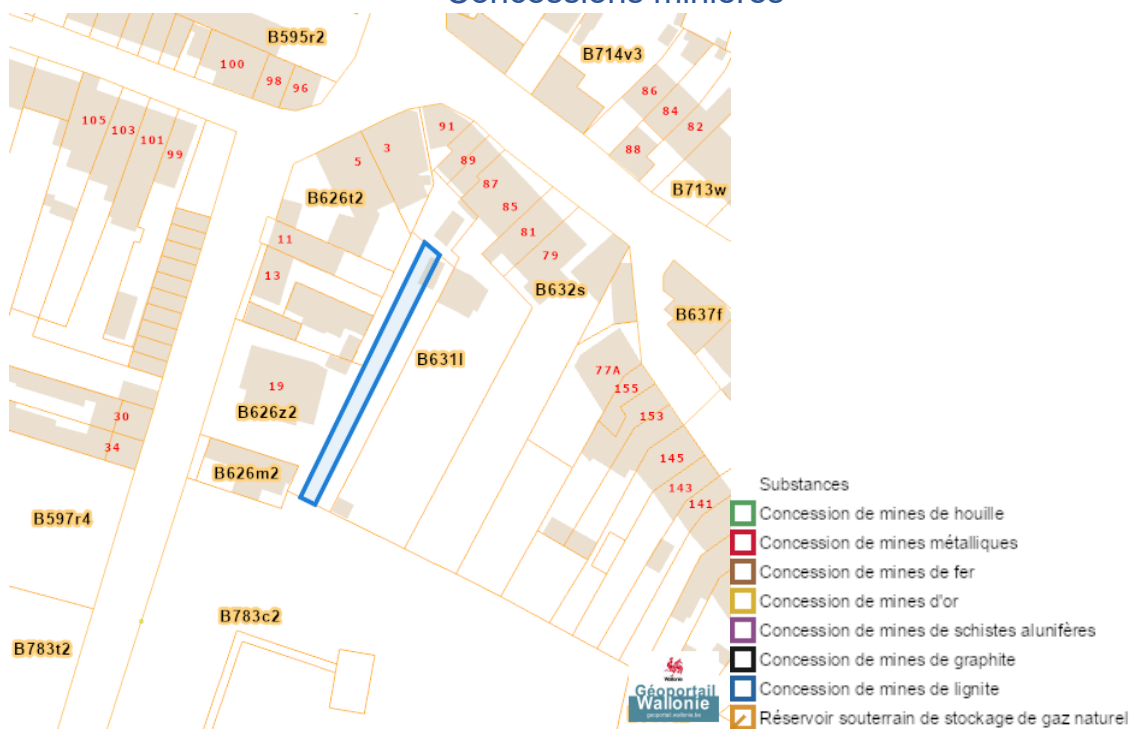 Concessions minières
B595r2
B714v3
100
98
96
86
84
82
88
105
103
101
99
91
89
87
85
81
79
5
3
B626t2
B713w
11
13
B632s
B637f
B631l
19
B626z2
77A
155
153
145
143
141
30
34
B626m2
B597r4
B783c2
B783t2
Wallonie
Géoportail
Wallonie
geoportail.wallonie.be
Substances
Concession de mines de houille
Concession de mines métalliques
Concession de mines de fer
Concession de mines d'or
Concession de mines de schistes alunifères
Concession de mines de graphite
Concession de mines de lignite
Réservoir souterrain de stockage de gaz naturel